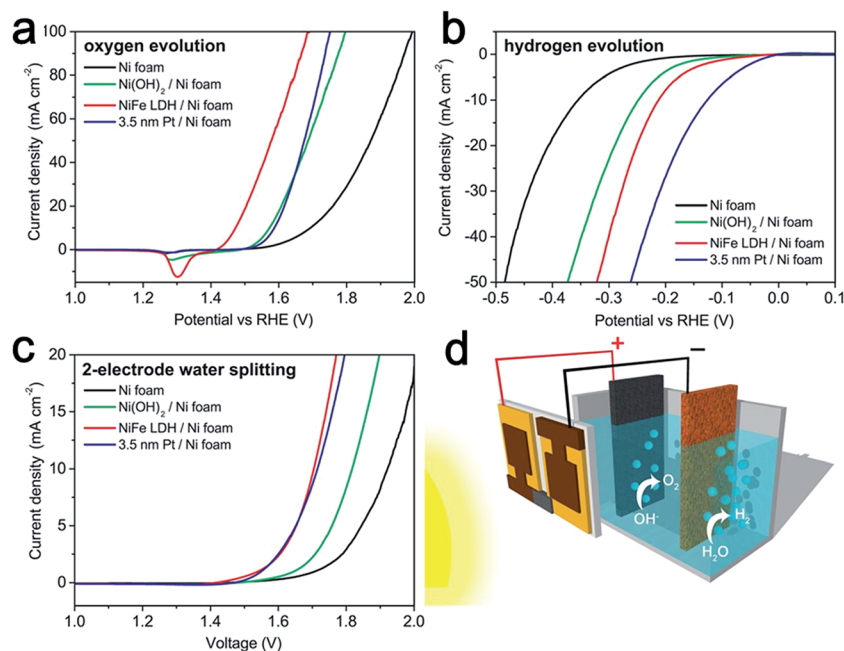 a
oxygen evolution
Ni foam
Ni(OH)₂ / Ni foam
NiFe LDH / Ni foam
3.5 nm Pt / Ni foam
100
80
60
40
20
0
1.0
1.2
1.4
1.6
1.8
2.0
Current density (mA cm⁻²)
Potential vs RHE (V)
b
hydrogen evolution
Ni foam
Ni(OH)₂ / Ni foam
NiFe LDH / Ni foam
3.5 nm Pt / Ni foam
0
-10
-20
-30
-40
-50
-0.5
-0.4
-0.3
-0.2
-0.1
0.0
0.1
Current density (mA cm⁻²)
Potential vs RHE (V)
c
2-electrode water splitting
Ni foam
Ni(OH)₂ / Ni foam
NiFe LDH / Ni foam
3.5 nm Pt / Ni foam
20
15
10
5
0
1.0
1.2
1.4
1.6
1.8
2.0
Current density (mA cm⁻²)
Voltage (V)
d
+
−
O₂
OH⁻
H₂
H₂O